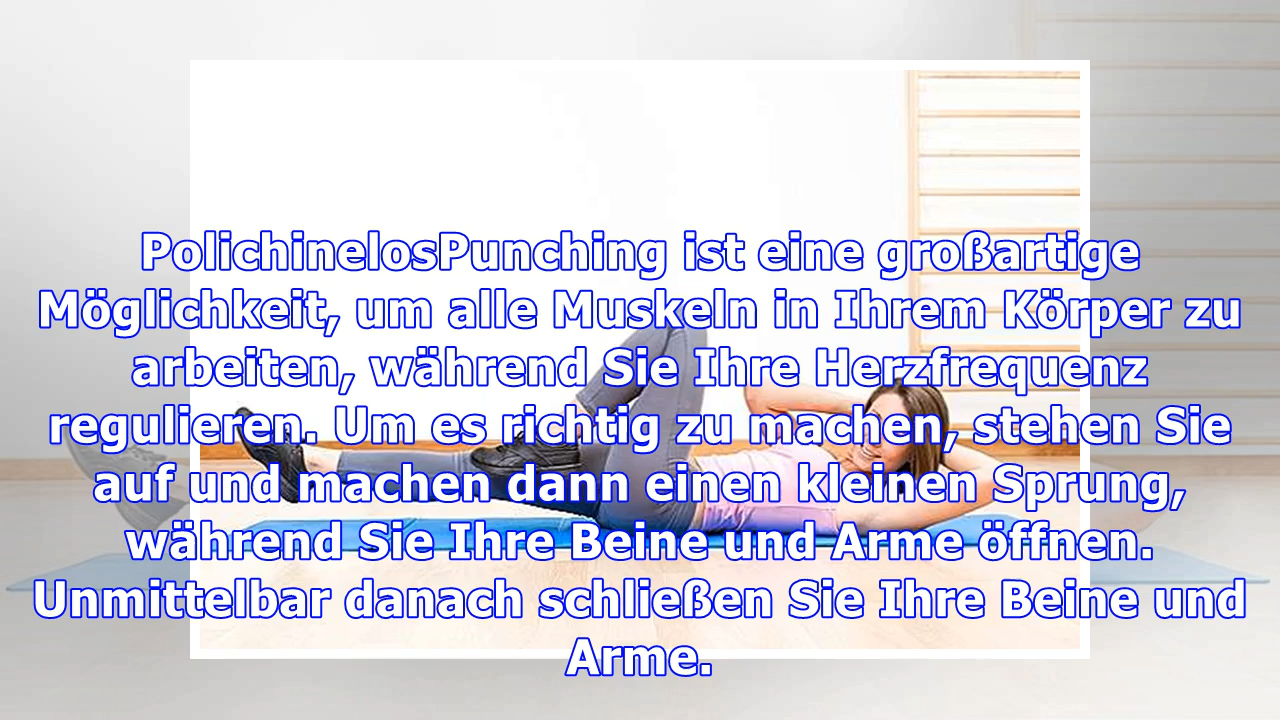 PolichinelosPunching ist eine großartige
Möglichkeit, um alle Muskeln in Ihrem Körper zu
arbeiten, während Sie Ihre Herzfrequenz
regulieren. Um es richtig zu machen, stehen Sie
auf und machen dann einen kleinen Sprung,
während Sie Ihre Beine und Arme öffnen.
Unmittelbar danach schließen Sie Ihre Beine und
Arme.